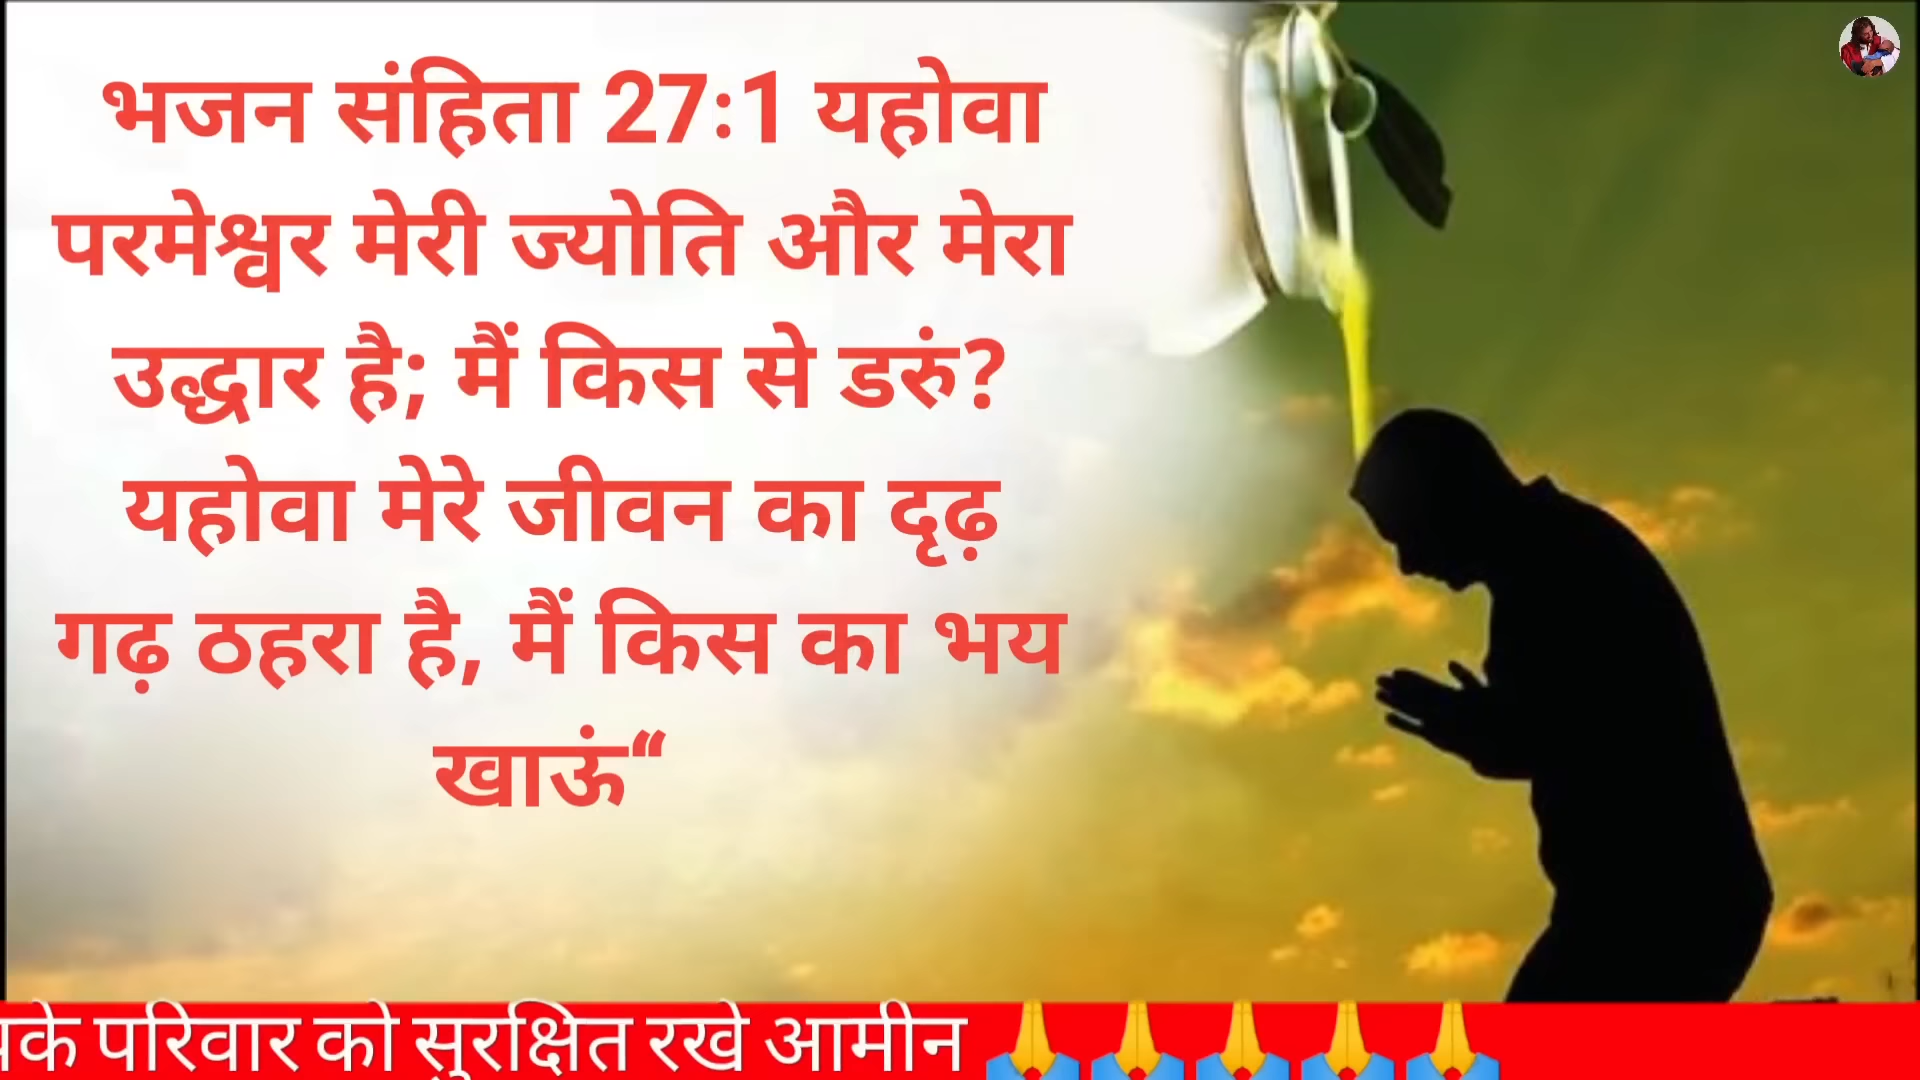 भजन संहिता 27:1 यहोवा
परमेश्वर मेरी ज्योति और मेरा
उद्धार है; मैं किस से डरुं?
यहोवा मेरे जीवन का दृढ़
गढ़ ठहरा है, मैं किस का भय
खाऊं“
परिवार को सुरक्षित रखे आमीन 🙏🙏🙏🙏🙏